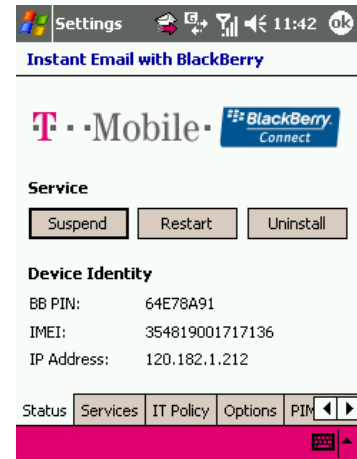 Settings 11:42 ok
Instant Email with BlackBerry
T · · Mobile · BlackBerry.
Connect
Service
Suspend Restart Uninstall
Device Identity
BB PIN: 64E78A91
IMEI: 354819001717136
IP Address: 120.182.1.212
Status Services IT Policy Options PIM